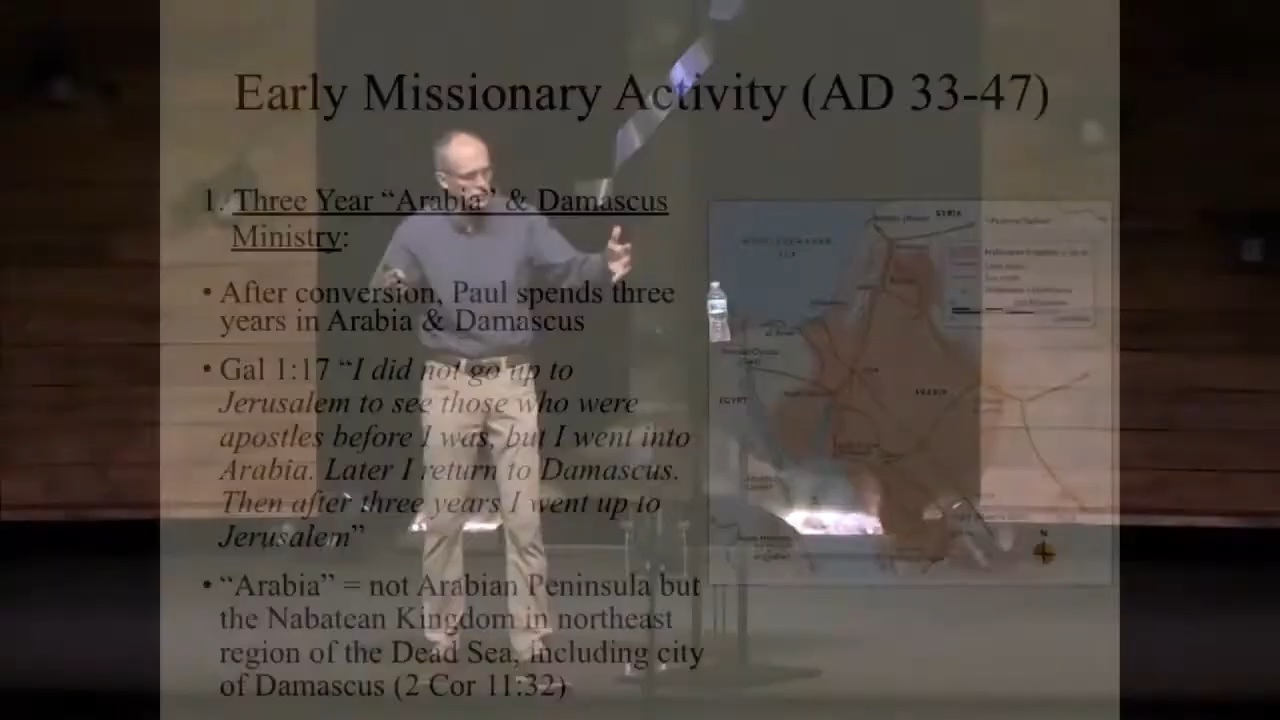 Early Missionary Activity (AD 33-47)
1. Three Year “Arabia” & Damascus
Ministry:
• After conversion, Paul spends three
years in Arabia & Damascus
• Gal 1:17 “I did not go up to
Jerusalem to see those who were
apostles before I was, but I went into
Arabia. Later I return to Damascus.
Then after three years I went up to
Jerusalem”
• “Arabia” = not Arabian Peninsula but
the Nabatean Kingdom in northeast
region of the Dead Sea, including city
of Damascus (2 Cor 11:32)
SYRIA
EGYPT
ARABIA
N